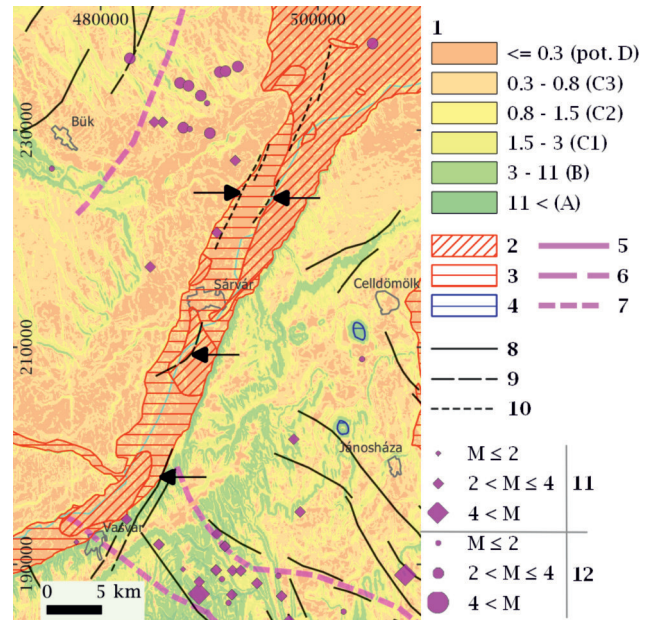 480000
500000
230000
210000
190000
Bük
Sárvár
Celldömölk
Jánosháza
Vasvár
0 5 km
1
<= 0.3 (pot. D)
0.3 - 0.8 (C3)
0.8 - 1.5 (C2)
1.5 - 3 (C1)
3 - 11 (B)
11 < (A)
2 5
3 6
4 7
8
9
10
M ≤ 2
2 < M ≤ 4 11
4 < M
M ≤ 2
2 < M ≤ 4 12
4 < M